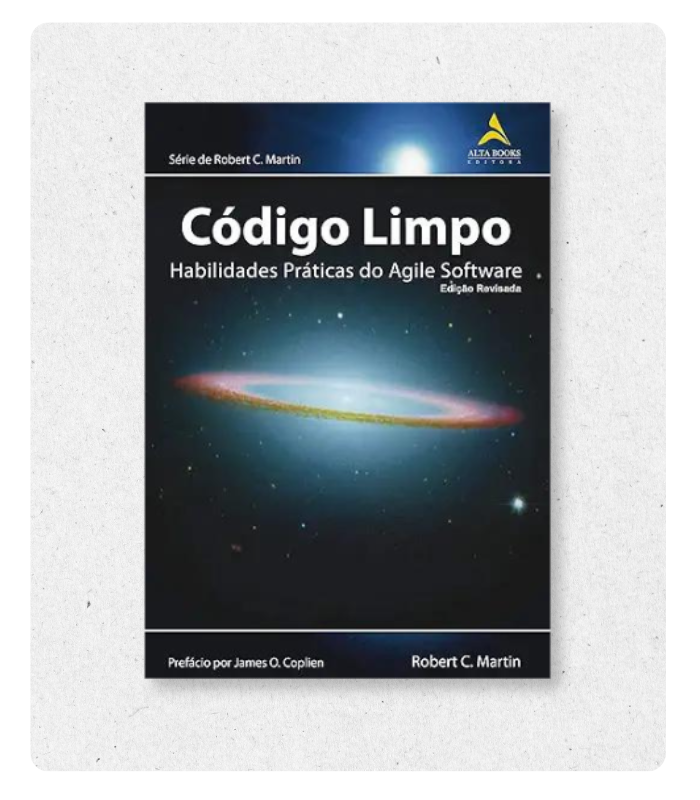 Série de Robert C. Martin
ALTA BOOKS
EDITORA
Código Limpo
Habilidades Práticas do Agile Software
Edição Revisada
Prefácio por James O. Coplien
Robert C. Martin